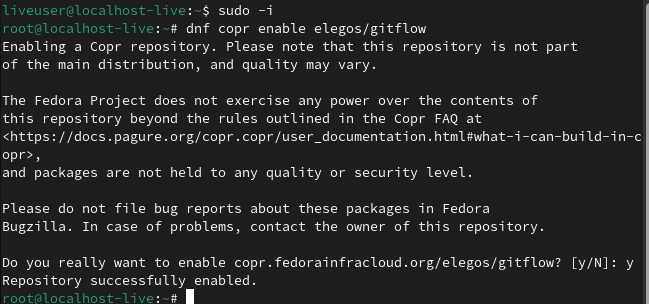 liveuser@localhost-live:~$ sudo -i
root@localhost-live:~# dnf copr enable elegos/gitflow
Enabling a Copr repository. Please note that this repository is not part
of the main distribution, and quality may vary.
The Fedora Project does not exercise any power over the contents of
this repository beyond the rules outlined in the Copr FAQ at
<https://docs.pagure.org/copr.copr/user_documentation.html#what-i-can-build-in-c
opr>,
and packages are not held to any quality or security level.
Please do not file bug reports about these packages in Fedora
Bugzilla. In case of problems, contact the owner of this repository.
Do you really want to enable copr.fedorainfracloud.org/elegos/gitflow? [y/N]: y
Repository successfully enabled.
root@localhost-live:~#